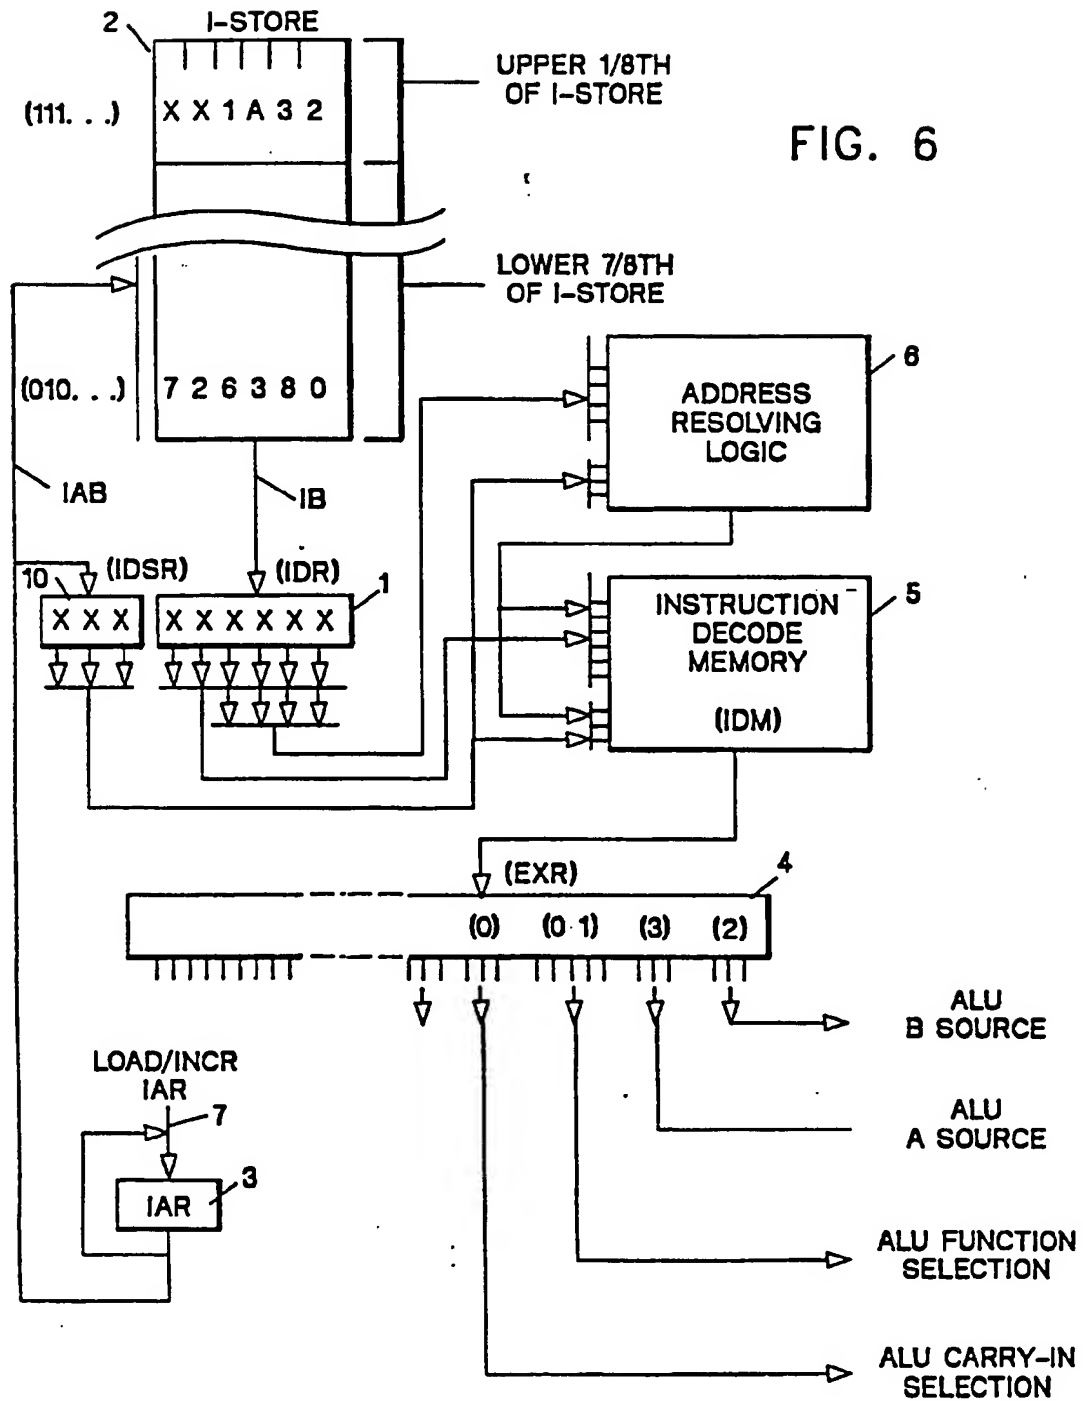 2
I-STORE
(111. . .)
X X 1 A 3 2
UPPER 1/8TH
OF I-STORE
FIG. 6
LOWER 7/8TH
OF I-STORE
(010. . .)
7 2 6 3 8 0
6
ADDRESS
RESOLVING
LOGIC
IAB
IB
10
(IDSR)
(IDR)
1
X X X
X X X X X X
INSTRUCTION
DECODE
MEMORY
(IDM)
5
(EXR)
4
(0)
(0 1)
(3)
(2)
ALU
B SOURCE
LOAD/INCR
IAR
7
ALU
A SOURCE
3
IAR
ALU FUNCTION
SELECTION
ALU CARRY-IN
SELECTION